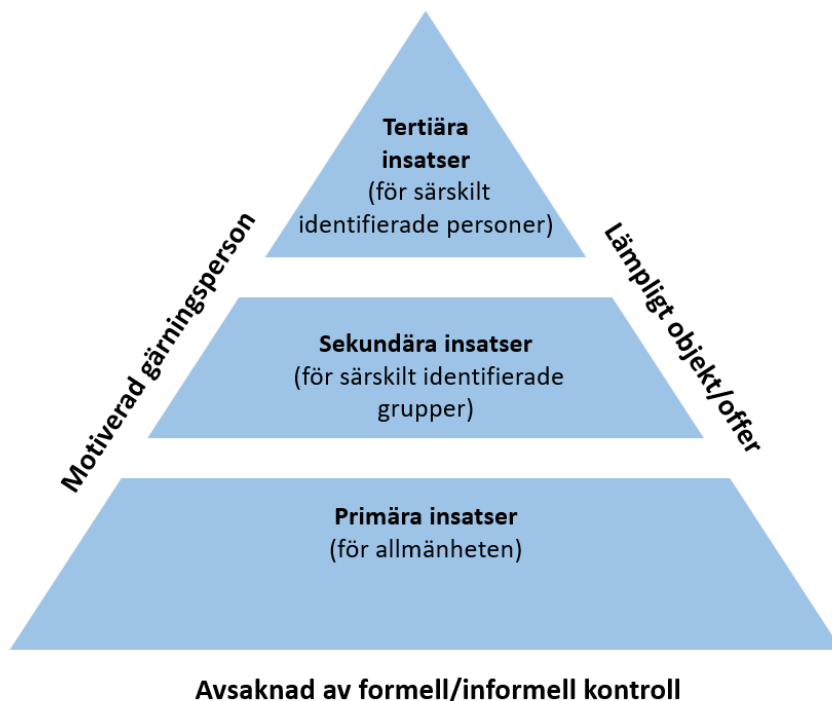 Tertiära
insatser
(för särskilt
identifierade personer)
Motiverad gärningsperson
Lämpligt objekt/offer
Sekundära insatser
(för särskilt identifierade
grupper)
Primära insatser
(för allmänheten)
Avsaknad av formell/informell kontroll